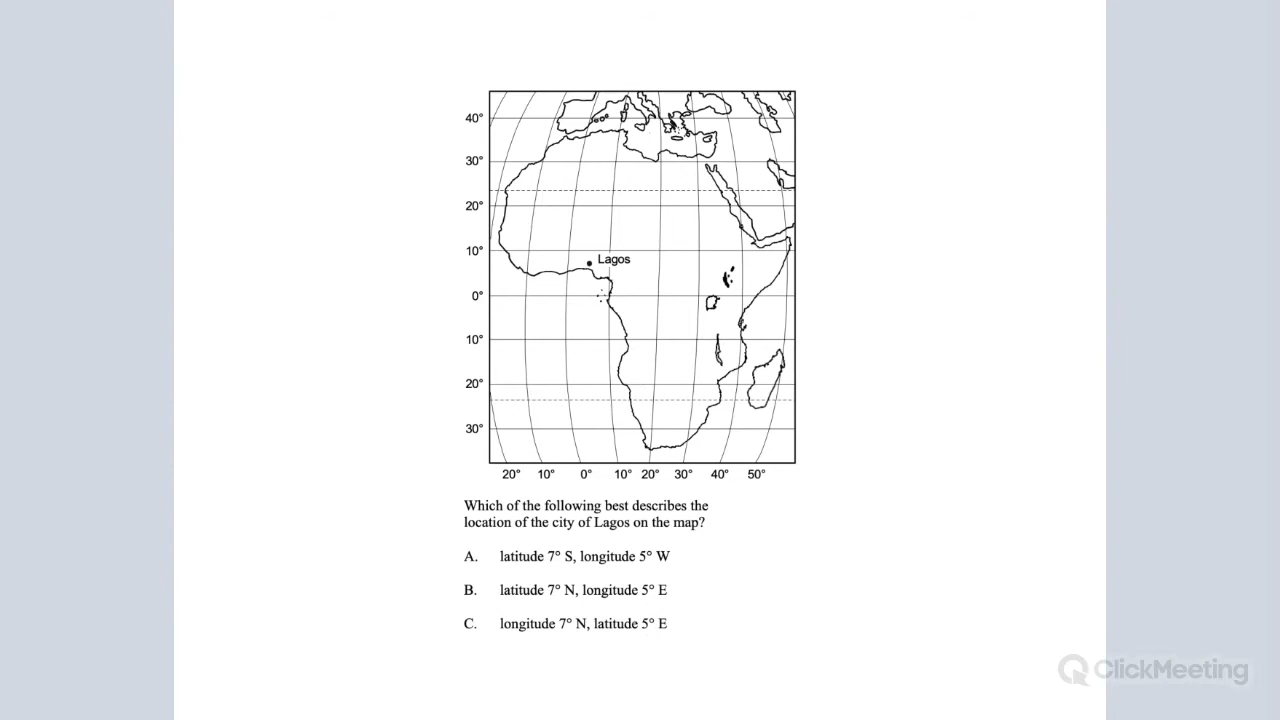 40°
30°
20°
10°
Lagos
0°
10°
20°
30°
20° 10° 0° 10° 20° 30° 40° 50°
Which of the following best describes the
location of the city of Lagos on the map?
A. latitude 7° S, longitude 5° W
B. latitude 7° N, longitude 5° E
C. longitude 7° N, latitude 5° E
ClickMeeting